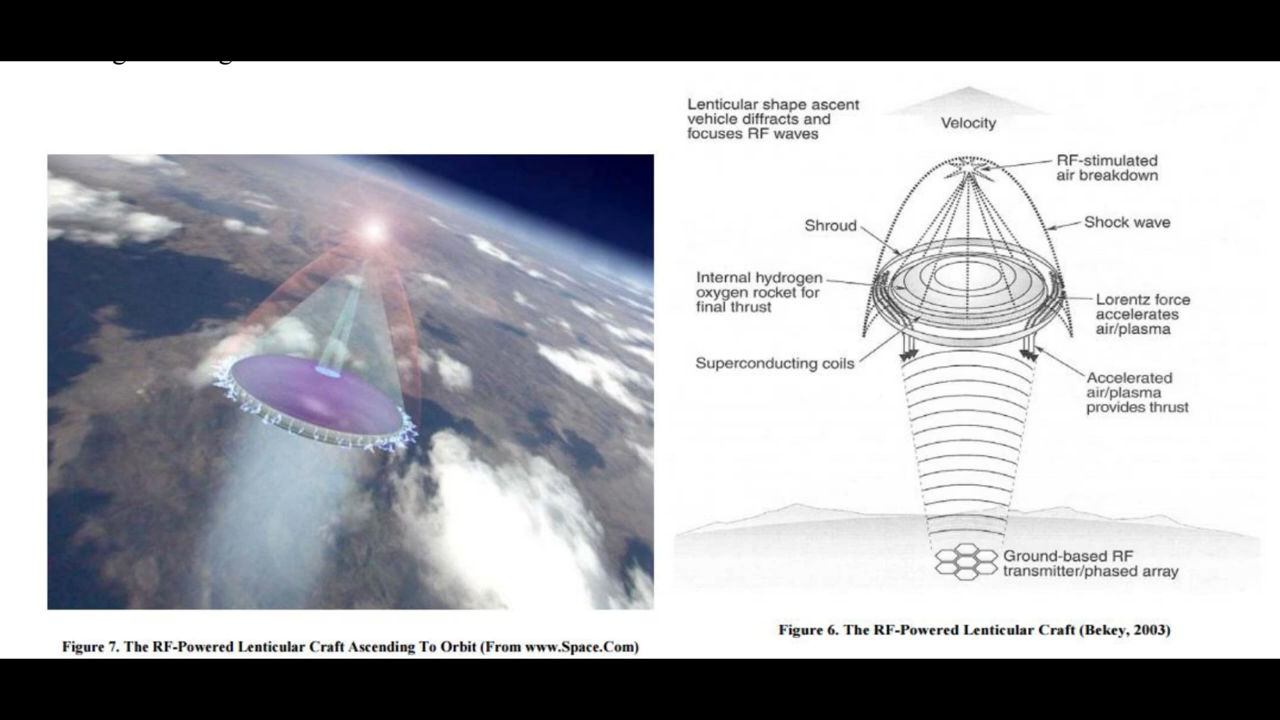 Figure 7. The RF-Powered Lenticular Craft Ascending To Orbit (From www.Space.Com)
Lenticular shape ascent
vehicle diffracts and
focuses RF waves
Velocity
RF-stimulated
air breakdown
Shroud
Shock wave
Internal hydrogen
oxygen rocket for
final thrust
Lorentz force
accelerates
air/plasma
Superconducting coils
Accelerated
air/plasma
provides thrust
Ground-based RF
transmitter/phased array
Figure 6. The RF-Powered Lenticular Craft (Bekey, 2003)